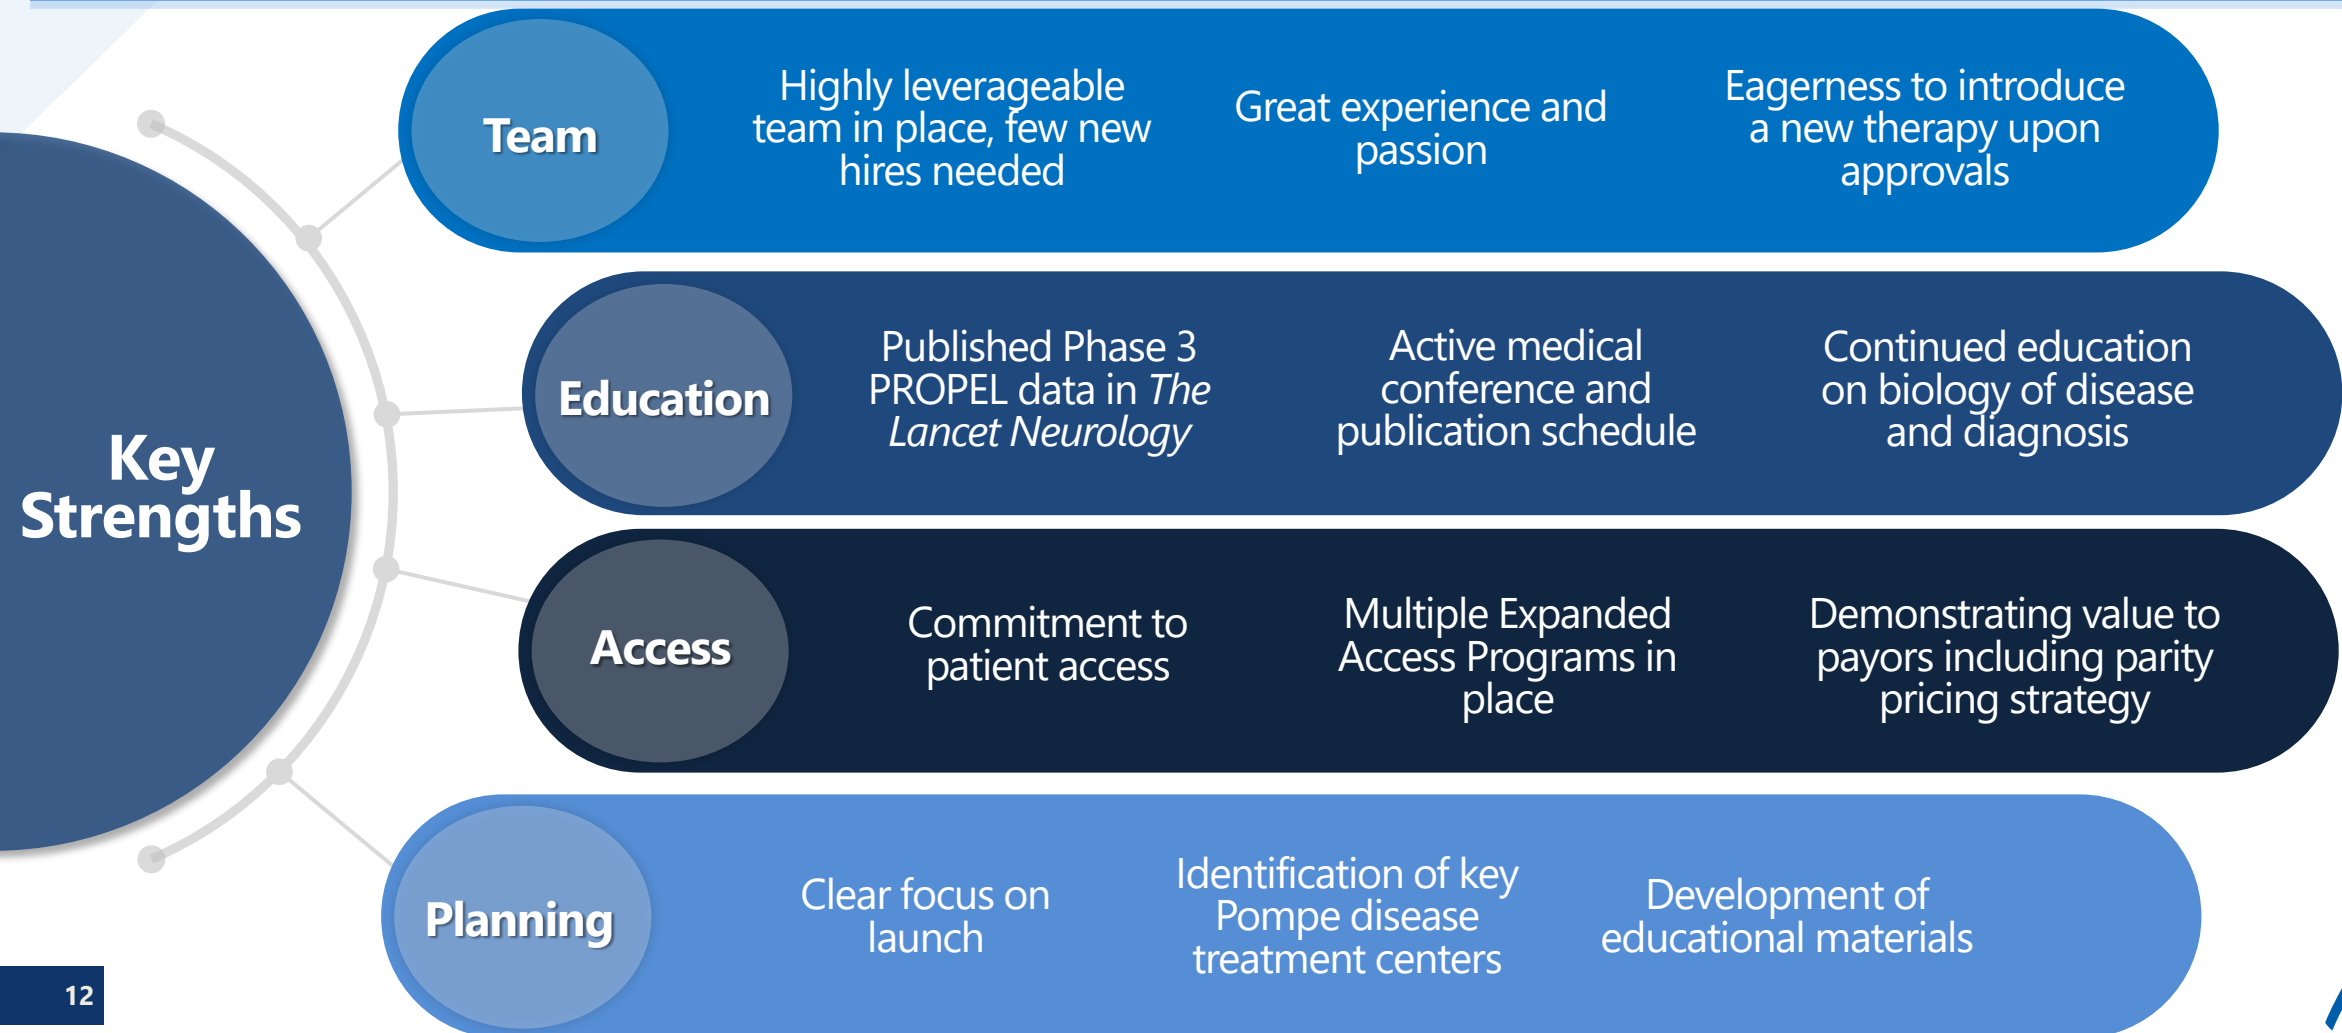 Key
Strengths
Team
Highly leverageable
team in place, few new
hires needed
Great experience and
passion
Eagerness to introduce
a new therapy upon
approvals
Education
Published Phase 3
PROPEL data in The
Lancet Neurology
Active medical
conference and
publication schedule
Continued education
on biology of disease
and diagnosis
Access
Commitment to
patient access
Multiple Expanded
Access Programs in
place
Demonstrating value to
payors including parity
pricing strategy
Planning
Clear focus on
launch
Identification of key
Pompe disease
treatment centers
Development of
educational materials
12